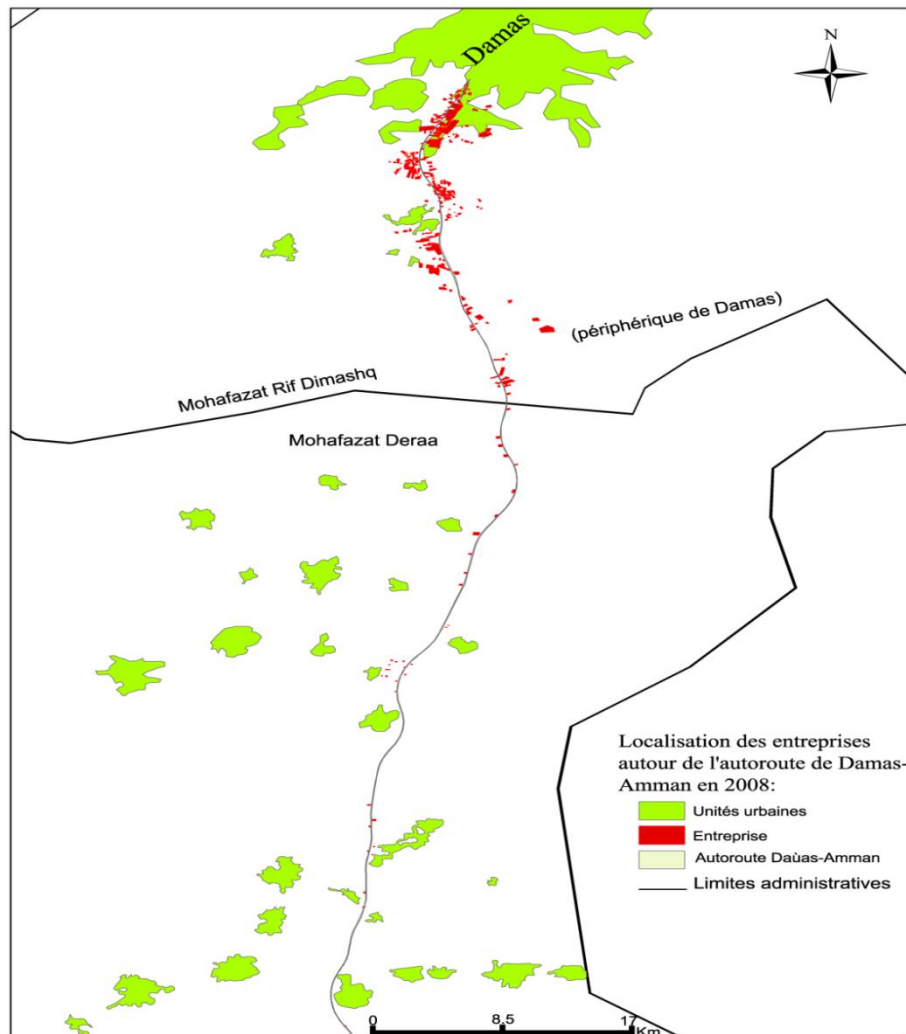 Damas
N
(périphérique de Damas)
Mohafazat Rif Dimashq
Mohafazat Deraa
Localisation des entreprises
autour de l'autoroute de Damas-
Amman en 2008:
Unités urbaines
Entreprise
Autoroute Daùas-Amman
Limites administratives
0 8.5 17
Km